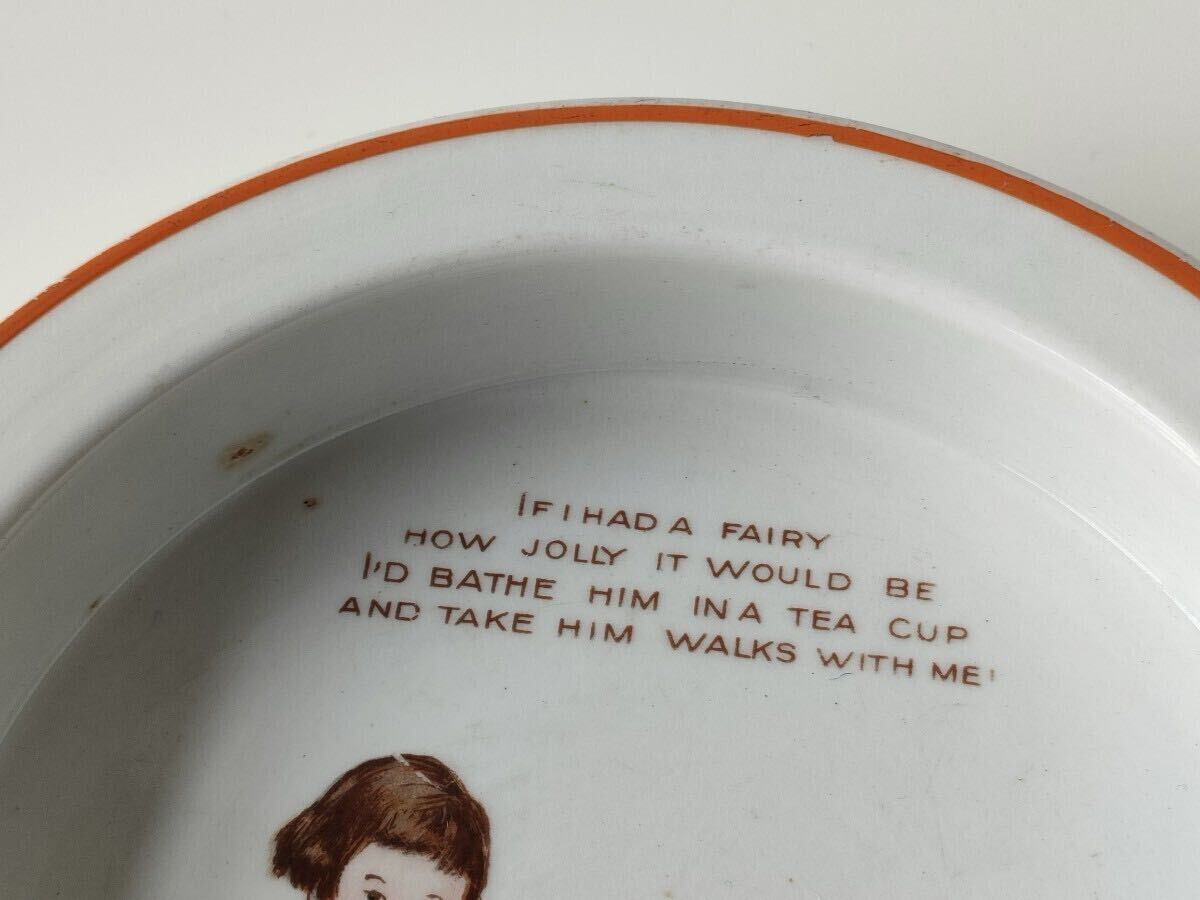 IF I HAD A FAIRY
HOW JOLLY IT WOULD BE
I'D BATHE HIM IN A TEA CUP
AND TAKE HIM WALKS WITH ME'